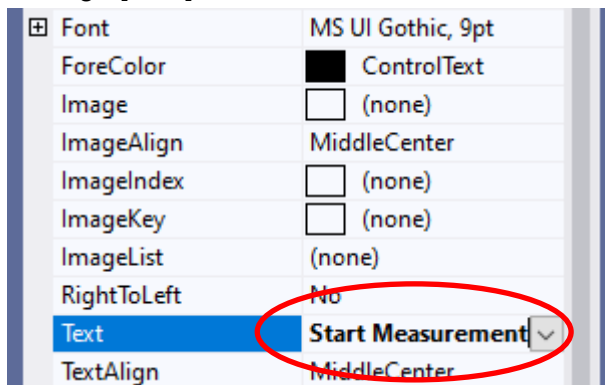 Font MS UI Gothic, 9pt
ForeColor ControlText
Image (none)
ImageAlign MiddleCenter
ImageIndex (none)
ImageKey (none)
ImageList (none)
RightToLeft No
Text Start Measurement
TextAlign MiddleCenter